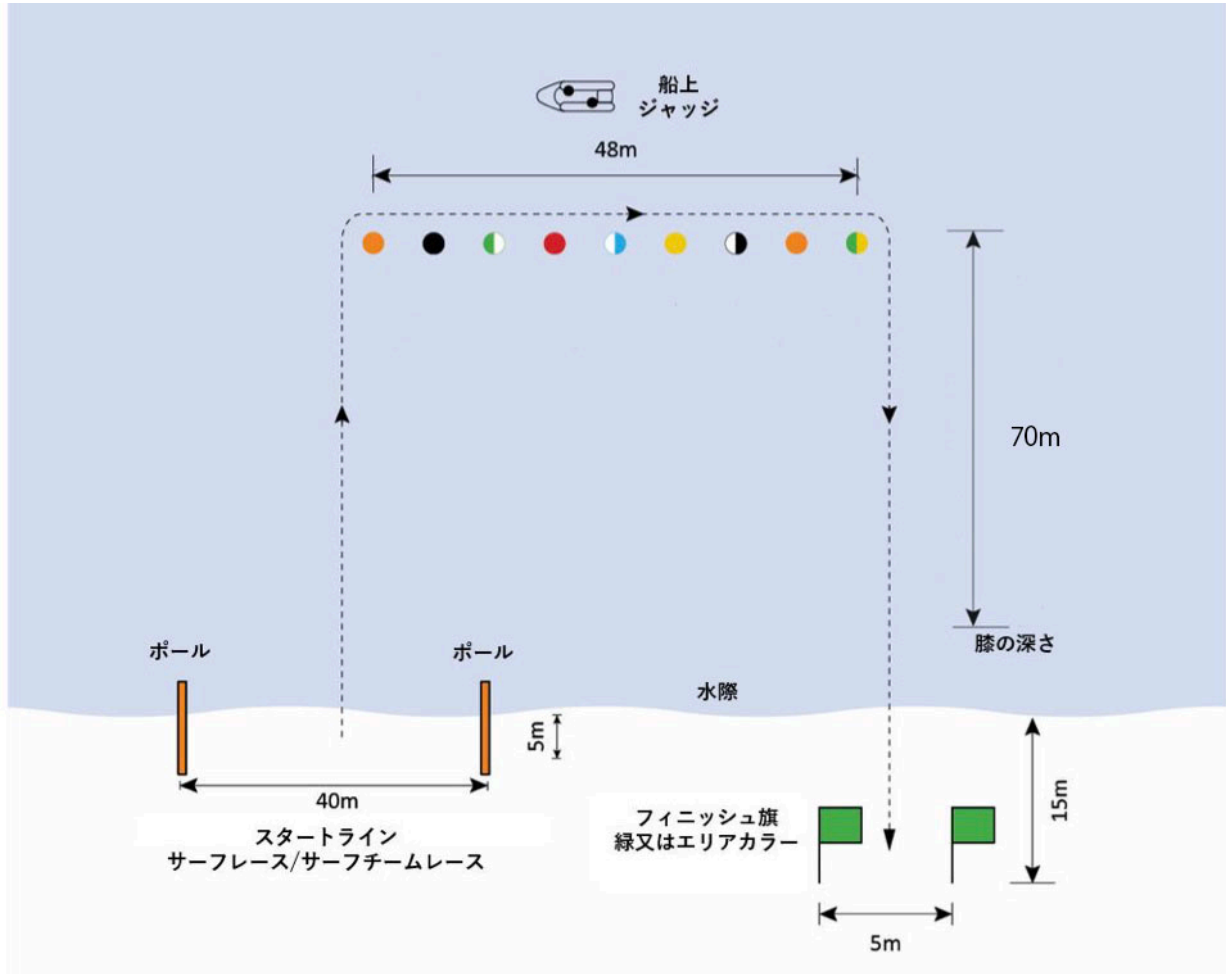 船上
ジャッジ
48m
70m
膝の深さ
ポール
ポール
水際
5m
40m
15m
スタートライン
サーフレース/サーフチームレース
フィニッシュ旗
緑又はエリアカラー
5m